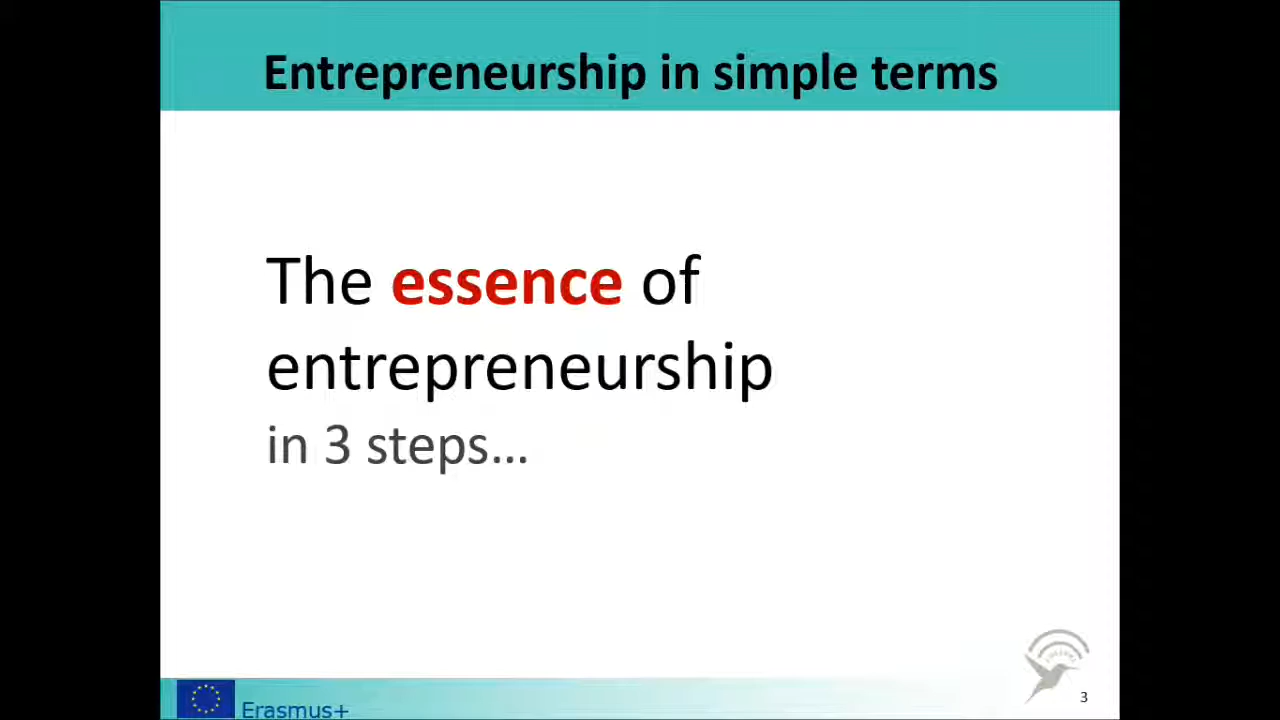 Entrepreneurship in simple terms
The essence of
entrepreneurship
in 3 steps...
Erasmus+
3